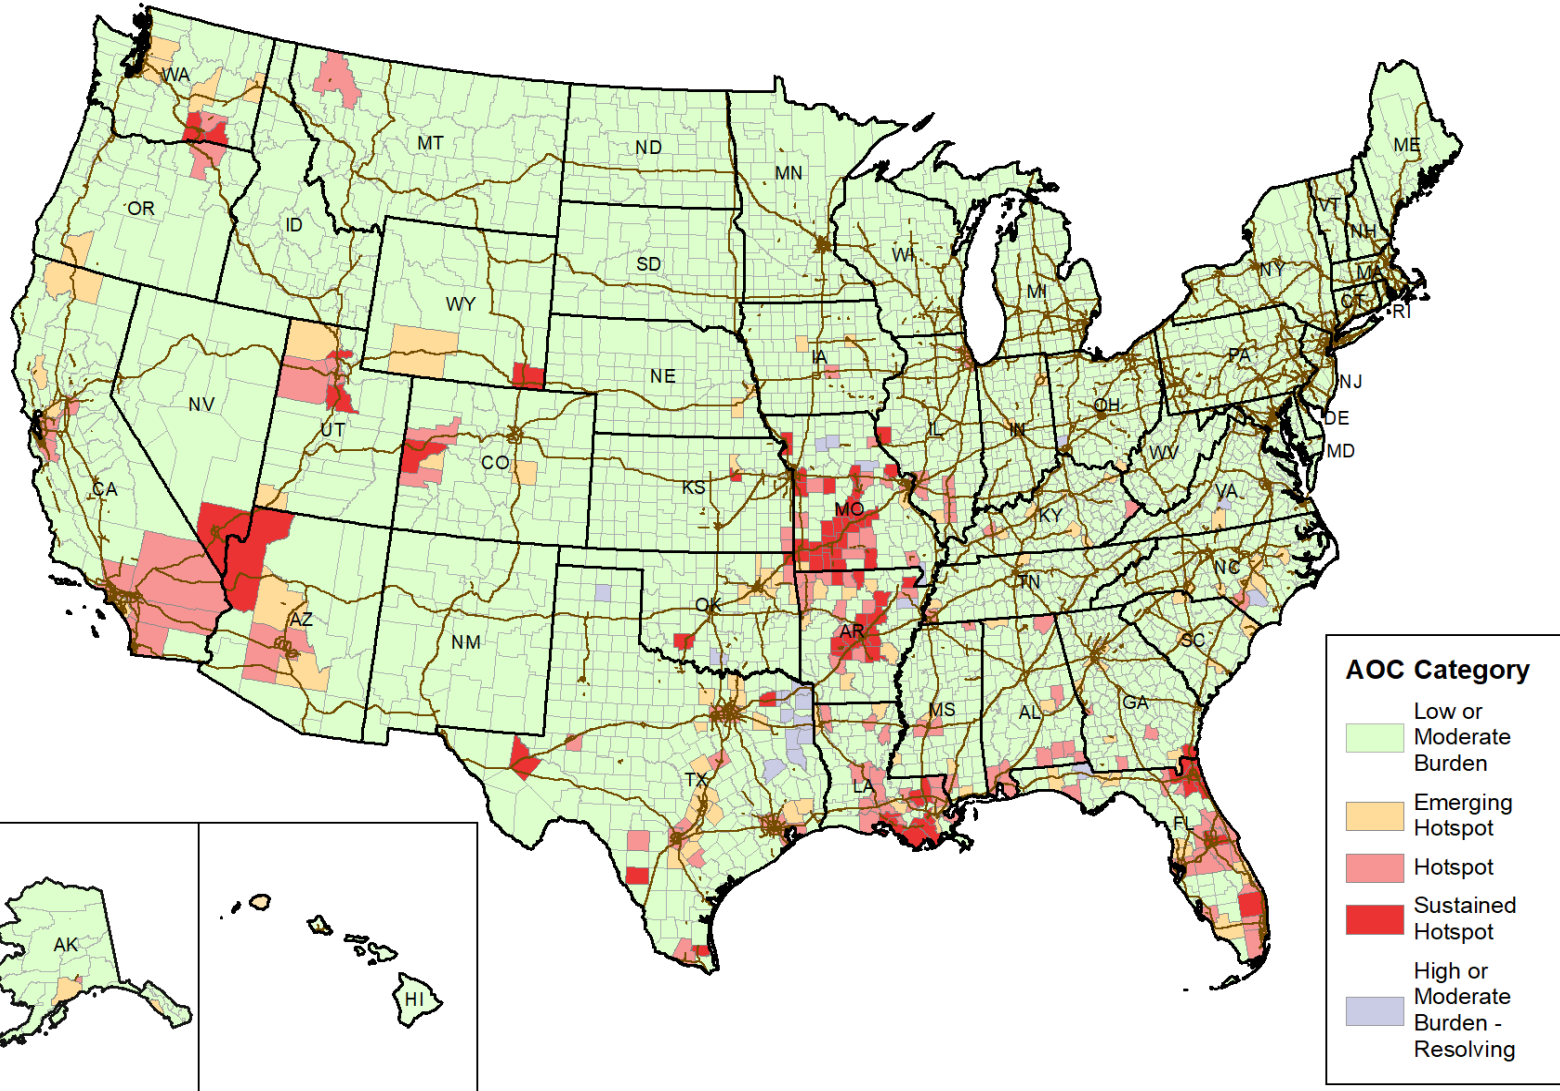 WA
MT
ND
MN
ME
OR
ID
SD
WI
MI
VT
NH
NY
MA
CT
RI
WY
IA
NE
PA
NJ
NV
UT
CO
IL
IN
OH
DE
MD
WV
VA
CA
KS
MO
KY
AZ
NM
OK
AR
TN
NC
SC
MS
AL
GA
TX
LA
FL
AK
HI
AOC Category
Low or
Moderate
Burden
Emerging
Hotspot
Hotspot
Sustained
Hotspot
High or
Moderate
Burden -
Resolving